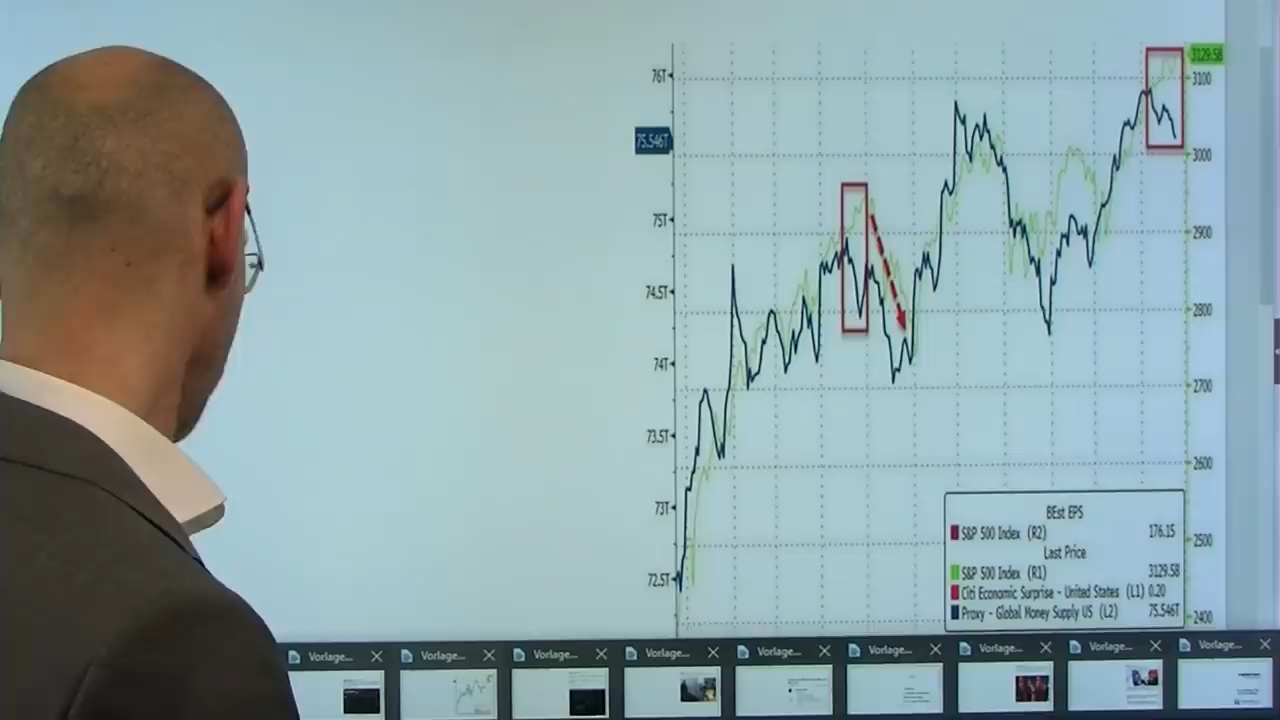 76T
75.546T
75T
74.5T
74T
73.5T
73T
72.5T
3129.58
3100
3000
2900
2800
2700
2600
2500
2400
BEst EPS
S&P 500 Index (R2) 176.15
Last Price
S&P 500 Index (R1) 3129.58
Citi Economic Surprise - United States (L1) 0.20
Proxy - Global Money Supply US (L2) 75.546T
Vorlage... Vorlage... Vorlage... Vorlage... Vorlage... Vorlage... Vorlage... Vorlage... Vorlage...